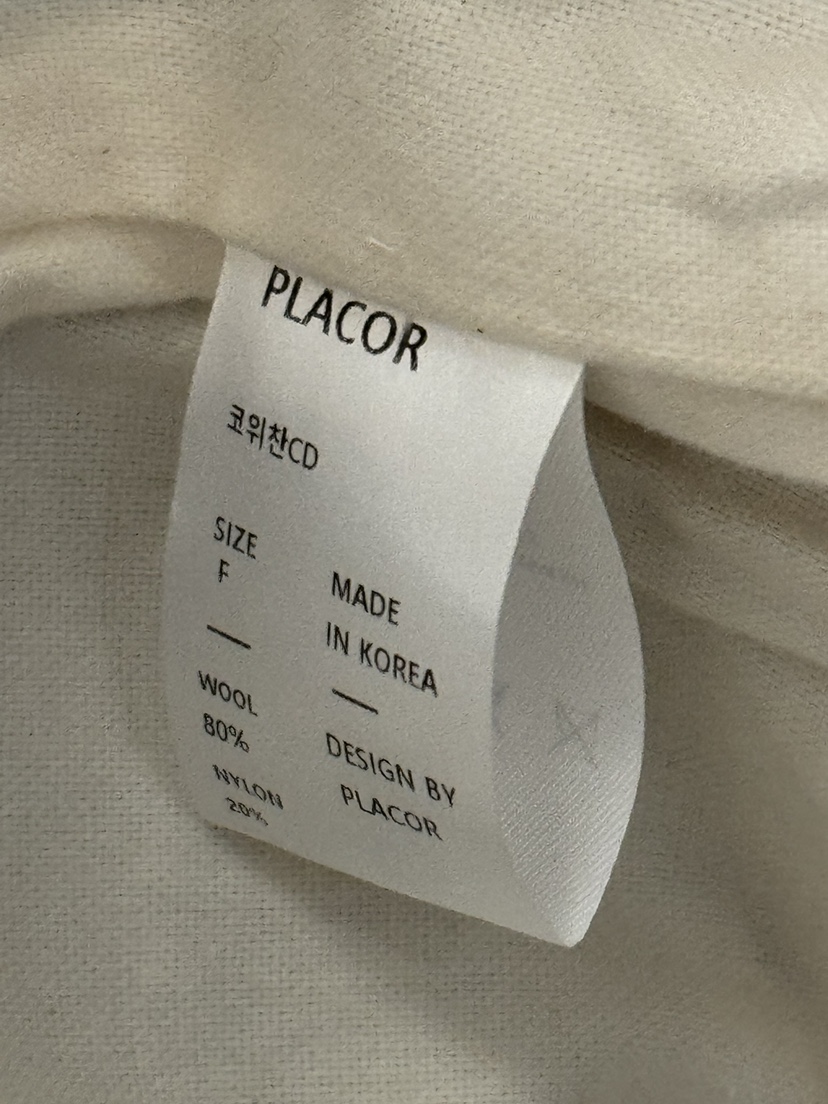 PLACOR
코위찬CD
SIZE
F
WOOL
80%
NYLON
20%
MADE
IN KOREA
DESIGN BY
PLACOR